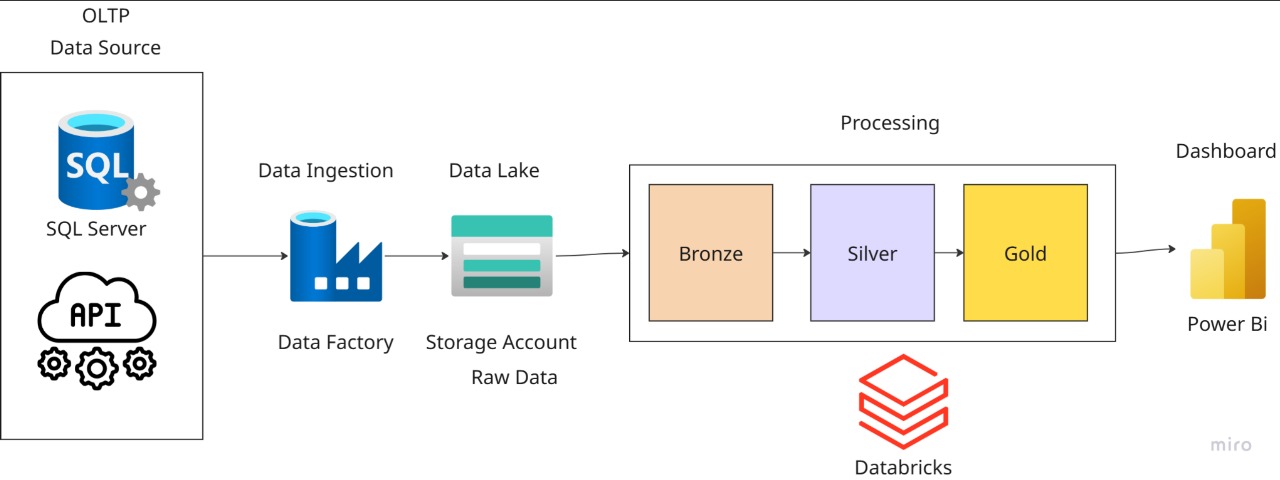 OLTP
Data Source
SQL
SQL Server
API
Data Ingestion
Data Factory
Data Lake
Storage Account
Raw Data
Processing
Bronze
Silver
Gold
Databricks
Dashboard
Power Bi
miro